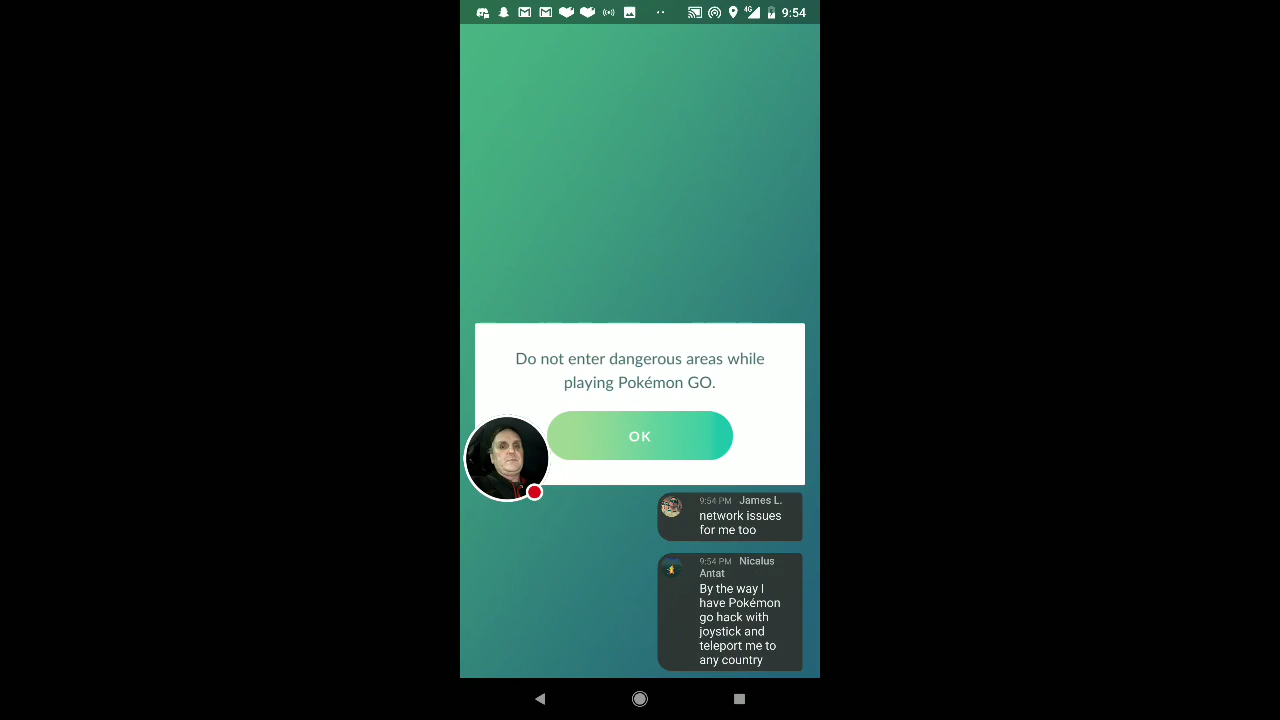 4G 9:54
Do not enter dangerous areas while
playing Pokémon GO.
OK
9:54 PM James L.
network issues
for me too
9:54 PM Nicalus
Antat
By the way I
have Pokémon
go hack with
joystick and
teleport me to
any country